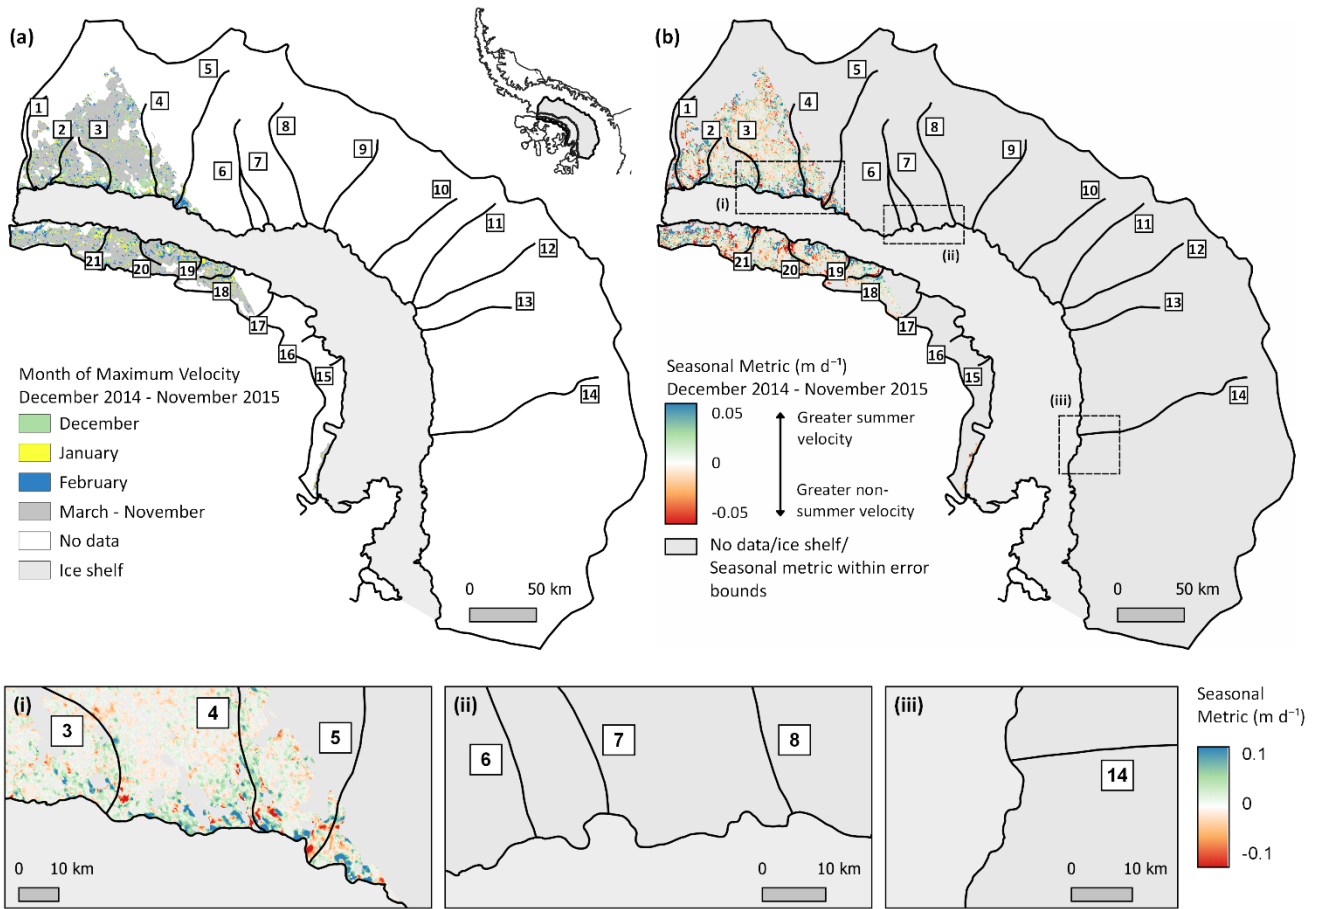 (a)
1
2
3
4
5
6
7
8
9
10
11
12
13
14
15
16
17
18
19
20
21
Month of Maximum Velocity
December 2014 - November 2015
December
January
February
March - November
No data
Ice shelf
0 50 km
(b)
1
2
3
4
5
6
7
8
9
10
11
12
13
14
15
16
17
18
19
20
21
(i)
(ii)
(iii)
Seasonal Metric (m d⁻¹)
December 2014 - November 2015
0.05
0
-0.05
Greater summer
velocity
Greater non-
summer velocity
No data/ice shelf/
Seasonal metric within error
bounds
0 50 km
(i)
3
4
5
0 10 km
(ii)
6
7
8
0 10 km
(iii)
14
0 10 km
Seasonal
Metric (m d⁻¹)
0.1
0
-0.1